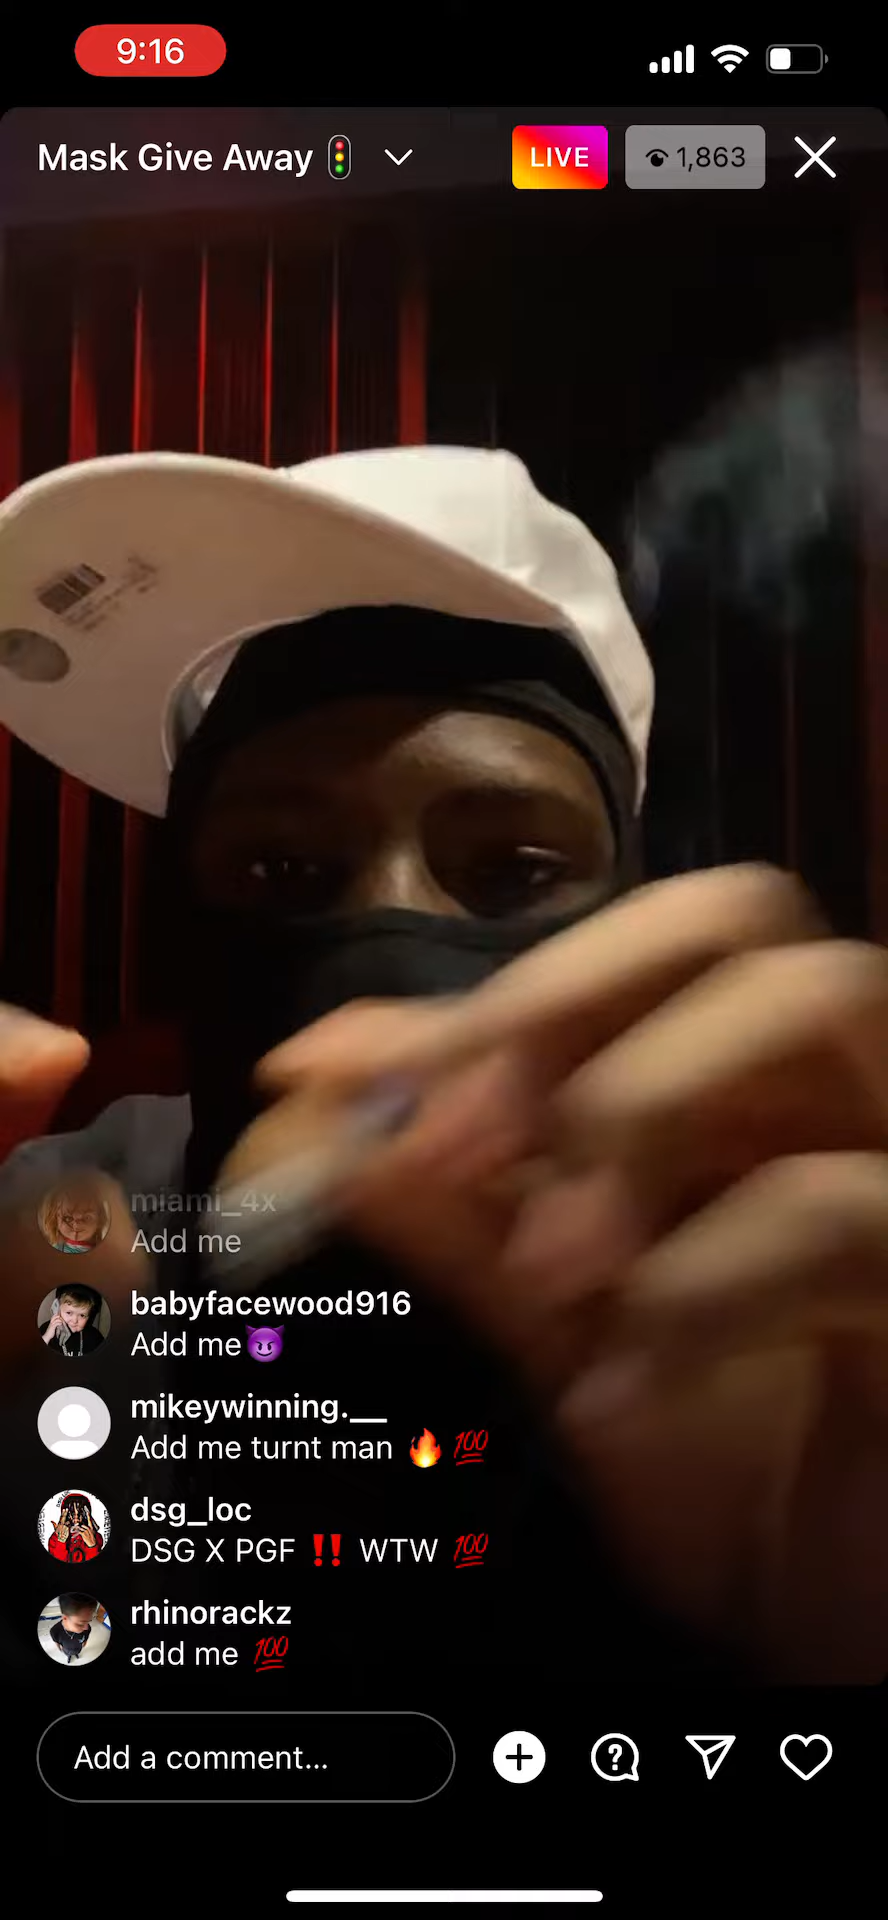 9:16
Mask Give Away 🚦
LIVE
1,863
miami_4x
Add me
babyfacewood916
Add me😈
mikeywinning.__
Add me turnt man 🔥 💯
dsg_loc
DSG X PGF ‼️ WTW 💯
rhinorackz
add me 💯
Add a comment...